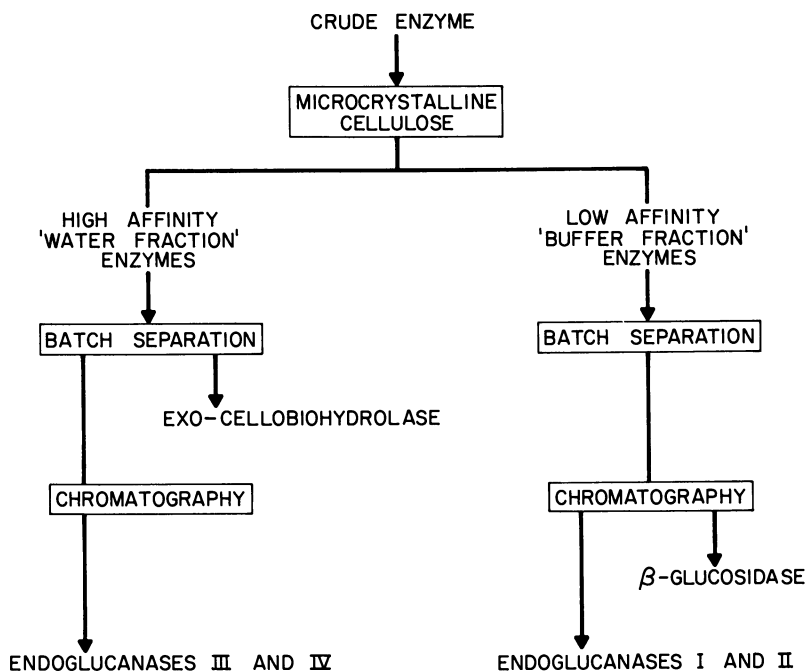 CRUDE ENZYME
MICROCRYSTALLINE
CELLULOSE
HIGH AFFINITY
'WATER FRACTION'
ENZYMES
LOW AFFINITY
'BUFFER FRACTION'
ENZYMES
BATCH SEPARATION
BATCH SEPARATION
EXO-CELLOBIOHYDROLASE
CHROMATOGRAPHY
CHROMATOGRAPHY
β-GLUCOSIDASE
ENDOGLUCANASES III AND IV
ENDOGLUCANASES I AND II